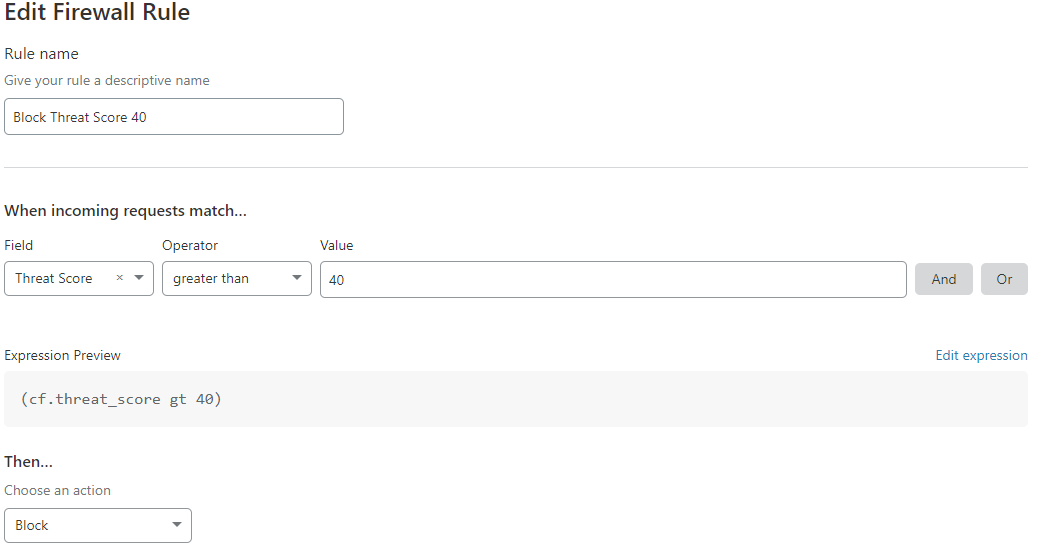 Edit Firewall Rule
Rule name
Give your rule a descriptive name
Block Threat Score 40
When incoming requests match...
Field Operator Value
Threat Score × greater than 40 And Or
Expression Preview Edit expression
(cf.threat_score gt 40)
Then...
Choose an action
Block